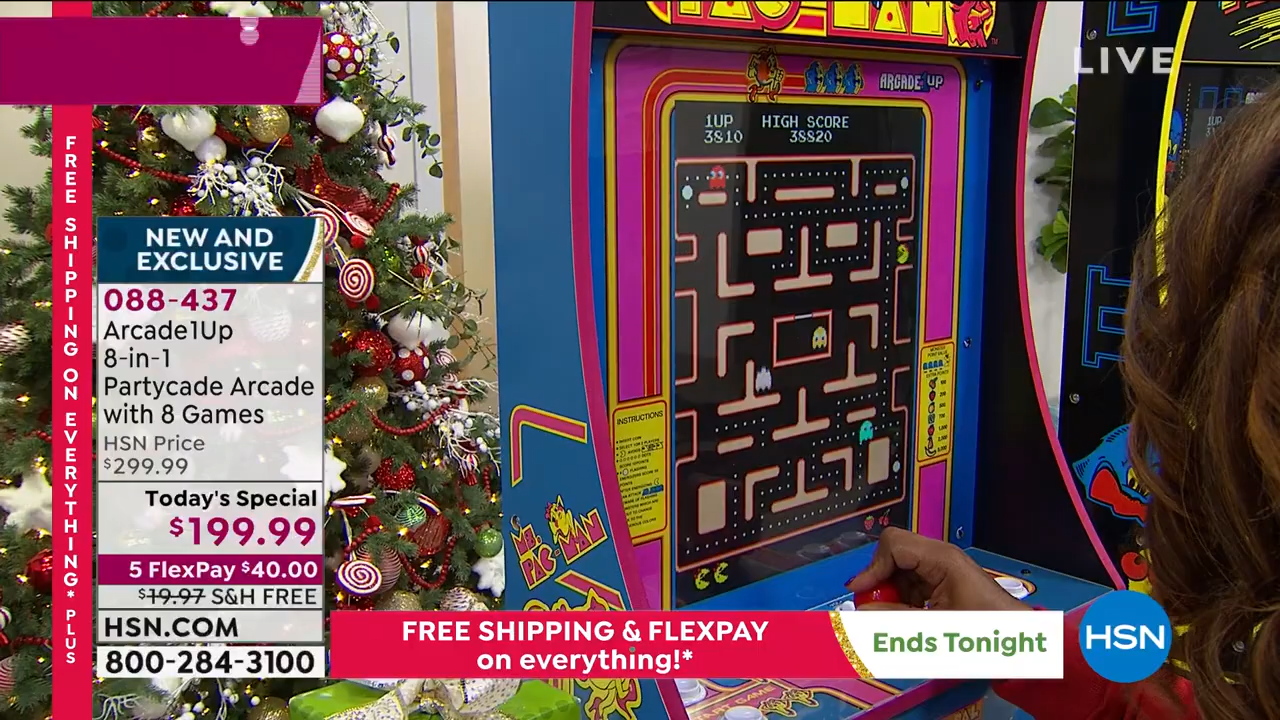 FREE SHIPPING ON EVERYTHING!* PLUS
NEW AND
EXCLUSIVE
088-437
Arcade1Up
8-in-1
Partycade Arcade
with 8 Games
HSN Price
$299.99
Today's Special
$199.99
5 FlexPay $40.00
$19.97 S&H FREE
HSN.COM
800-284-3100
PAC-MAN
ARCADE1UP
1UP HIGH SCORE
3810 38820
INSTRUCTIONS
MS.
PAC-MAN
LIVE
FREE SHIPPING & FLEXPAY
on everything!*
Ends Tonight
HSN